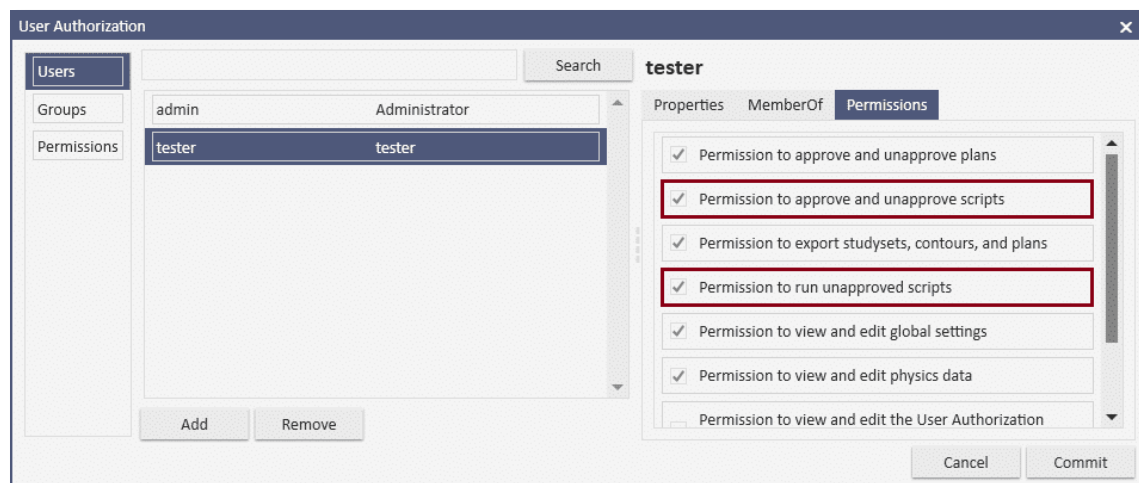 User Authorization
Users
Groups
Permissions
Search
admin Administrator
tester tester
Add Remove
tester
Properties MemberOf Permissions
Permission to approve and unapprove plans
Permission to approve and unapprove scripts
Permission to export studysets, contours, and plans
Permission to run unapproved scripts
Permission to view and edit global settings
Permission to view and edit physics data
Permission to view and edit the User Authorization
Cancel Commit